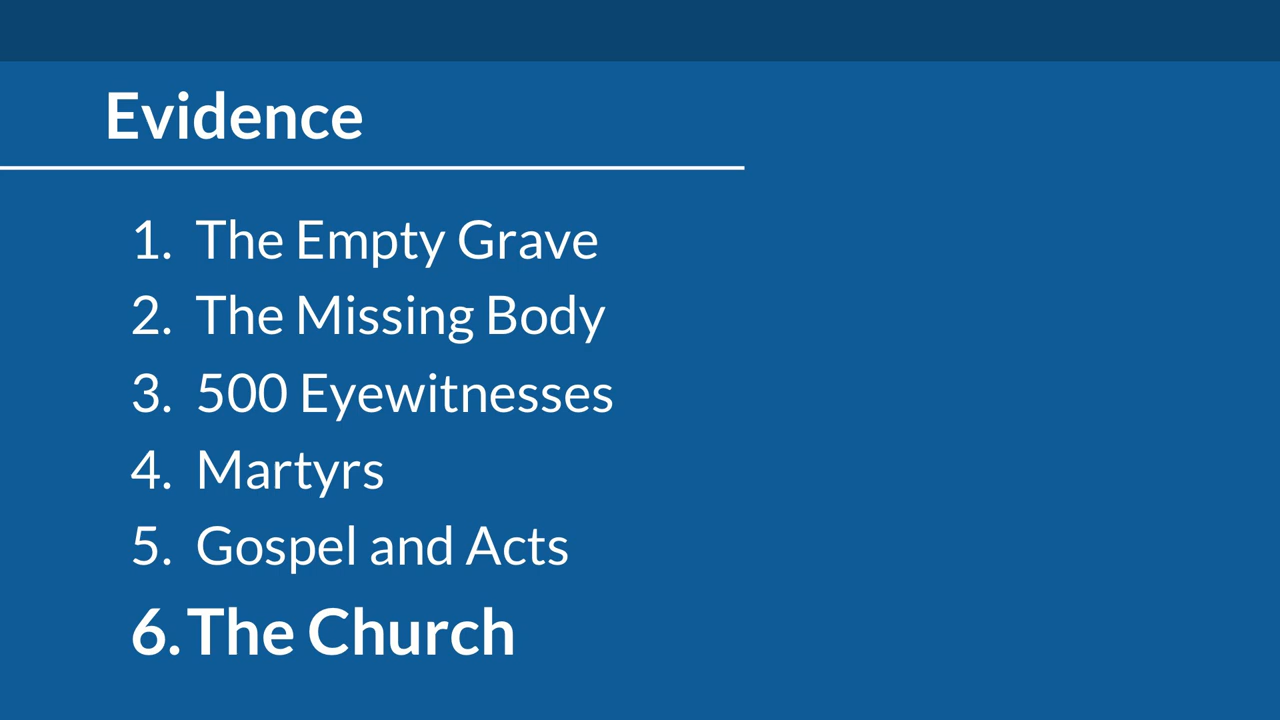 Evidence
1. The Empty Grave
2. The Missing Body
3. 500 Eyewitnesses
4. Martyrs
5. Gospel and Acts
6. The Church